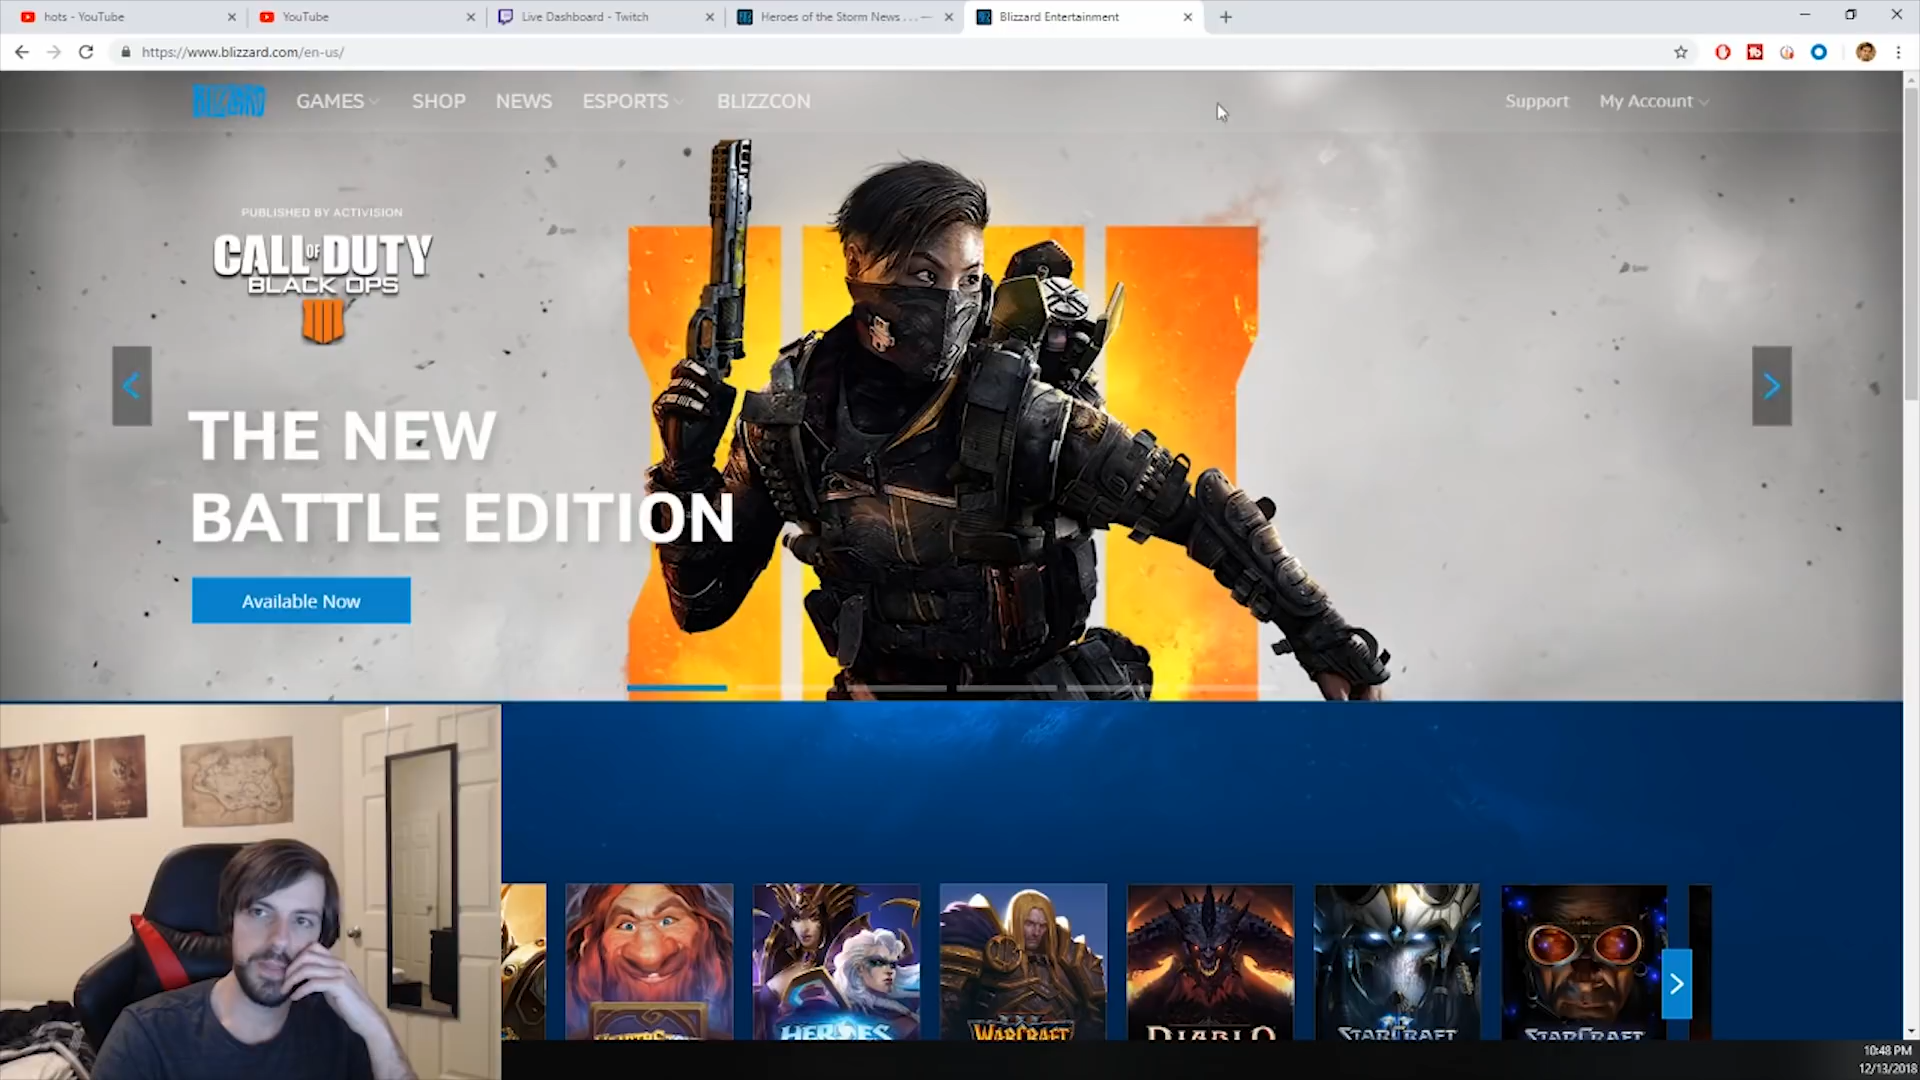 hots - YouTube
YouTube
Live Dashboard - Twitch
Heroes of the Storm News . . . —
Blizzard Entertainment
https://www.blizzard.com/en-us/
BLIZZARD
GAMES
SHOP
NEWS
ESPORTS
BLIZZCON
Support
My Account
PUBLISHED BY ACTIVISION
CALL OF DUTY
BLACK OPS
IIII
THE NEW
BATTLE EDITION
Available Now
HEROES
WARCRAFT
DIABLO
STARCRAFT
STARCRAFT
10:48 PM
12/13/2018